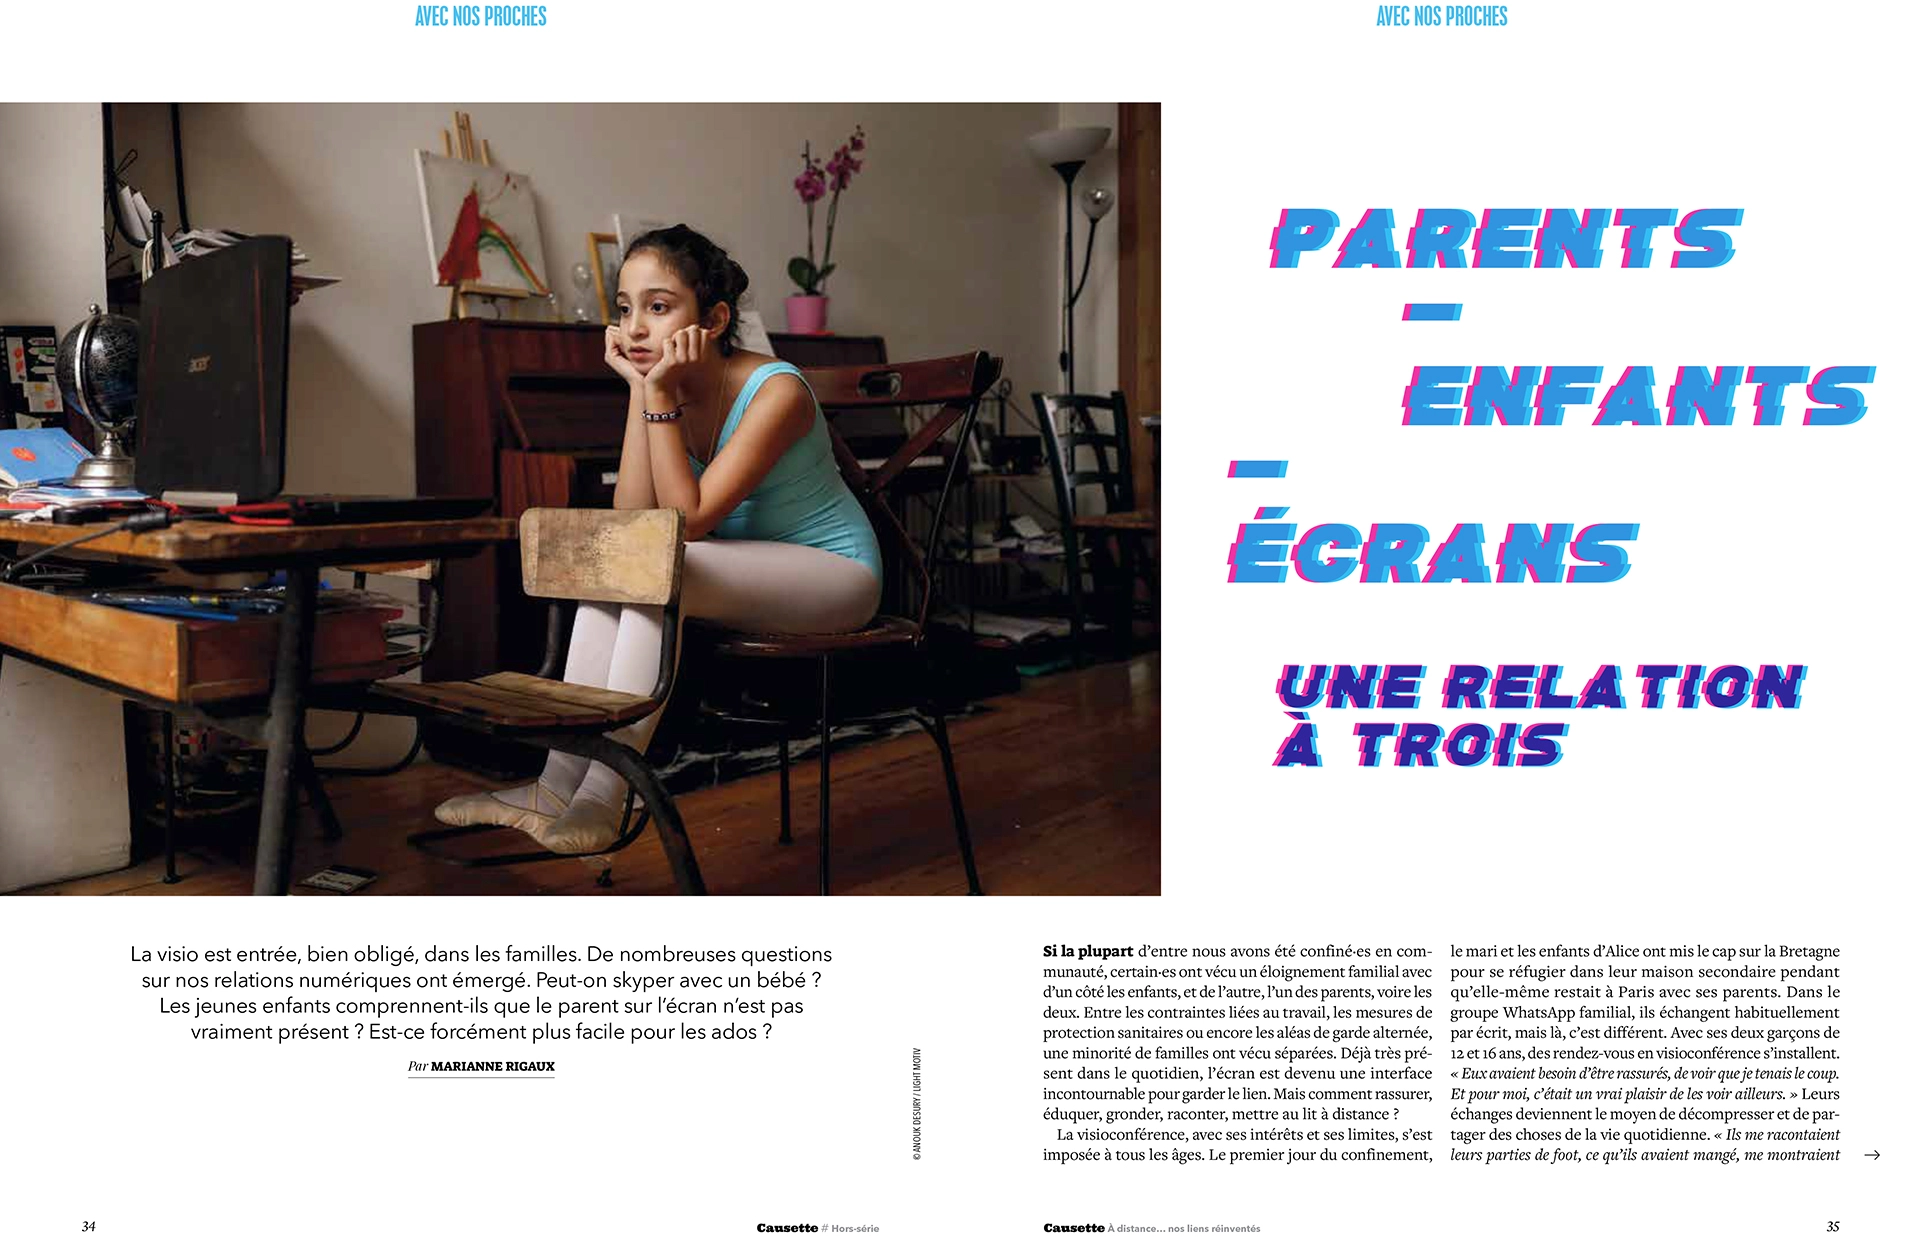 AVEC NOS PROCHES
AVEC NOS PROCHES
acer
PARENTS
–
ENFANTS
–
ÉCRANS
UNE RELATION
À TROIS
La visio est entrée, bien obligé, dans les familles. De nombreuses questions
sur nos relations numériques ont émergé. Peut-on skyper avec un bébé ?
Les jeunes enfants comprennent-ils que le parent sur l’écran n’est pas
vraiment présent ? Est-ce forcément plus facile pour les ados ?
Par MARIANNE RIGAUX
© ANOUK DESURY / LIGHT MOTIV
Si la plupart d’entre nous avons été confiné·es en com-
munauté, certain·es ont vécu un éloignement familial avec
d’un côté les enfants, et de l’autre, l’un des parents, voire les
deux. Entre les contraintes liées au travail, les mesures de
protection sanitaires ou encore les aléas de garde alternée,
une minorité de familles ont vécu séparées. Déjà très pré-
sent dans le quotidien, l’écran est devenu une interface
incontournable pour garder le lien. Mais comment rassurer,
éduquer, gronder, raconter, mettre au lit à distance ?
La visioconférence, avec ses intérêts et ses limites, s’est
imposée à tous les âges. Le premier jour du confinement,
le mari et les enfants d’Alice ont mis le cap sur la Bretagne
pour se réfugier dans leur maison secondaire pendant
qu’elle-même restait à Paris avec ses parents. Dans le
groupe WhatsApp familial, ils échangent habituellement
par écrit, mais là, c’est différent. Avec ses deux garçons de
12 et 16 ans, des rendez-vous en visioconférence s’installent.
« Eux avaient besoin d’être rassurés, de voir que je tenais le coup.
Et pour moi, c’était un vrai plaisir de les voir ailleurs. » Leurs
échanges deviennent le moyen de décompresser et de par-
tager des choses de la vie quotidienne. « Ils me racontaient
leurs parties de foot, ce qu’ils avaient mangé, me montraient →
34
Causette # Hors-série
Causette À distance… nos liens réinventés
35